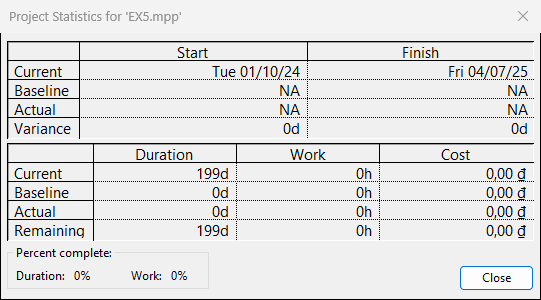 Project Statistics for 'EX5.mpp'
Start Finish
Current Tue 01/10/24 Fri 04/07/25
Baseline NA NA
Actual NA NA
Variance 0d 0d
Duration Work Cost
Current 199d 0h 0,00 ₫
Baseline 0d 0h 0,00 ₫
Actual 0d 0h 0,00 ₫
Remaining 199d 0h 0,00 ₫
Percent complete:
Duration: 0% Work: 0%
Close